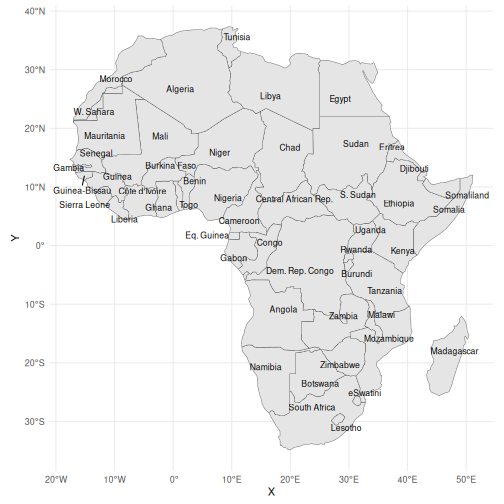 40°N
Tunisia
Morocco
30°N
Algeria
Libya
Egypt
W. Sahara
20°N
Mauritania
Mali
Niger
Chad
Sudan
Eritrea
Senegal
Gambia
Burkina Faso
Djibouti
Guinea
Benin
10°N
Guinea-Bissau
Côte d'Ivoire
Nigeria
Central African Rep.
S. Sudan
Somaliland
Sierra Leone
Ghana
Togo
Ethiopia
Somalia
Liberia
Cameroon
Uganda
Eq. Guinea
Y
0°
Congo
Rwanda
Kenya
Gabon
Dem. Rep. Congo
Burundi
Tanzania
10°S
Angola
Zambia
Malawi
Mozambique
Madagascar
20°S
Namibia
Zimbabwe
Botswana
eSwatini
South Africa
30°S
Lesotho
20°W 10°W 0° 10°E 20°E 30°E 40°E 50°E
X